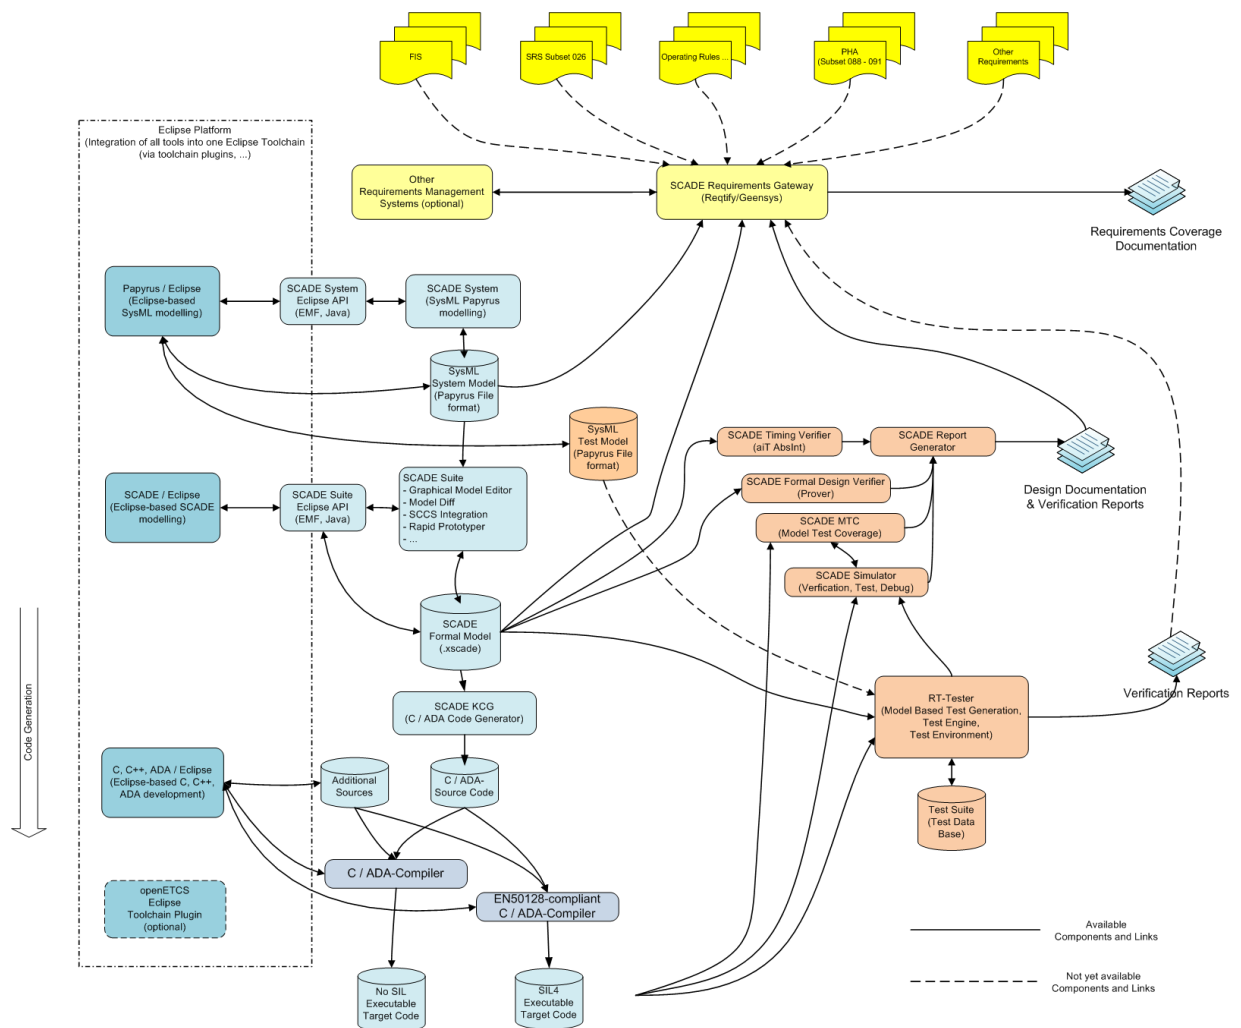 FIS
SRS Subset 026
Operating Rules ...
PHA
(Subset 088 - 091
Other
Requirements
Eclipse Platform
(Integration of all tools into one Eclipse Toolchain
(via toolchain plugins, ...)
Other
Requirements Management
Systems (optional)
SCADE Requirements Gateway
(Reqtify/Geensys)
Requirements Coverage
Documentation
Papyrus / Eclipse
(Eclipse-based
SysML modelling)
SCADE System
Eclipse API
(EMF, Java)
SCADE System
(SysML Papyrus
modelling)
SysML
System Model
(Papyrus File
format)
SysML
Test Model
(Papyrus File
format)
SCADE Timing Verifier
(aiT AbsInt)
SCADE Report
Generator
SCADE Formal Design Verifier
(Prover)
Design Documentation
& Verification Reports
SCADE / Eclipse
(Eclipse-based SCADE
modelling)
SCADE Suite
Eclipse API
(EMF, Java)
SCADE Suite
- Graphical Model Editor
- Model Diff
- SCCS Integration
- Rapid Prototyper
- ...
SCADE MTC
(Model Test Coverage)
SCADE Simulator
(Verfication, Test, Debug)
SCADE
Formal Model
(.xscade)
Code Generation
SCADE KCG
(C / ADA Code Generator)
RT-Tester
(Model Based Test Generation,
Test Engine,
Test Environment)
Verification Reports
C, C++, ADA / Eclipse
(Eclipse-based C, C++,
ADA development)
Additional
Sources
C / ADA-
Source Code
Test Suite
(Test Data
Base)
C / ADA-Compiler
EN50128-compliant
C / ADA-Compiler
openETCS
Eclipse
Toolchain Plugin
(optional)
No SIL
Executable
Target Code
SIL4
Executable
Target Code
Available
Components and Links
Not yet available
Components and Links